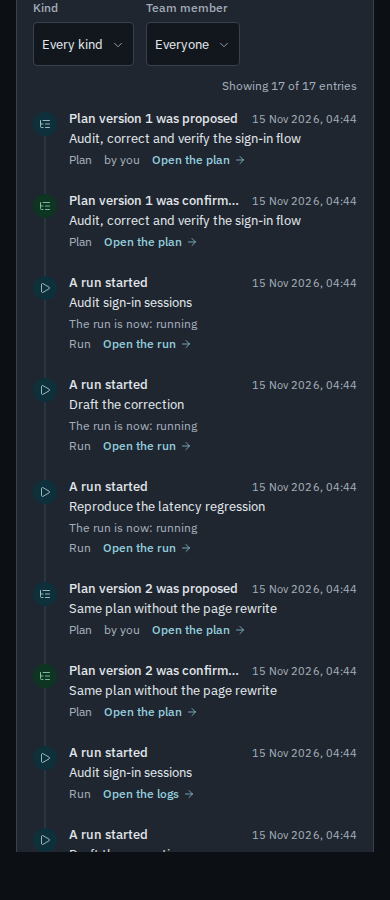 Kind Team member
Every kind Everyone
Showing 17 of 17 entries
Plan version 1 was proposed 15 Nov 2026, 04:44
Audit, correct and verify the sign-in flow
Plan by you Open the plan →
Plan version 1 was confirm... 15 Nov 2026, 04:44
Audit, correct and verify the sign-in flow
Plan Open the plan →
A run started 15 Nov 2026, 04:44
Audit sign-in sessions
The run is now: running
Run Open the run →
A run started 15 Nov 2026, 04:44
Draft the correction
The run is now: running
Run Open the run →
A run started 15 Nov 2026, 04:44
Reproduce the latency regression
The run is now: running
Run Open the run →
Plan version 2 was proposed 15 Nov 2026, 04:44
Same plan without the page rewrite
Plan by you Open the plan →
Plan version 2 was confirm... 15 Nov 2026, 04:44
Same plan without the page rewrite
Plan Open the plan →
A run started 15 Nov 2026, 04:44
Audit sign-in sessions
Run Open the logs →
A run started 15 Nov 2026, 04:44